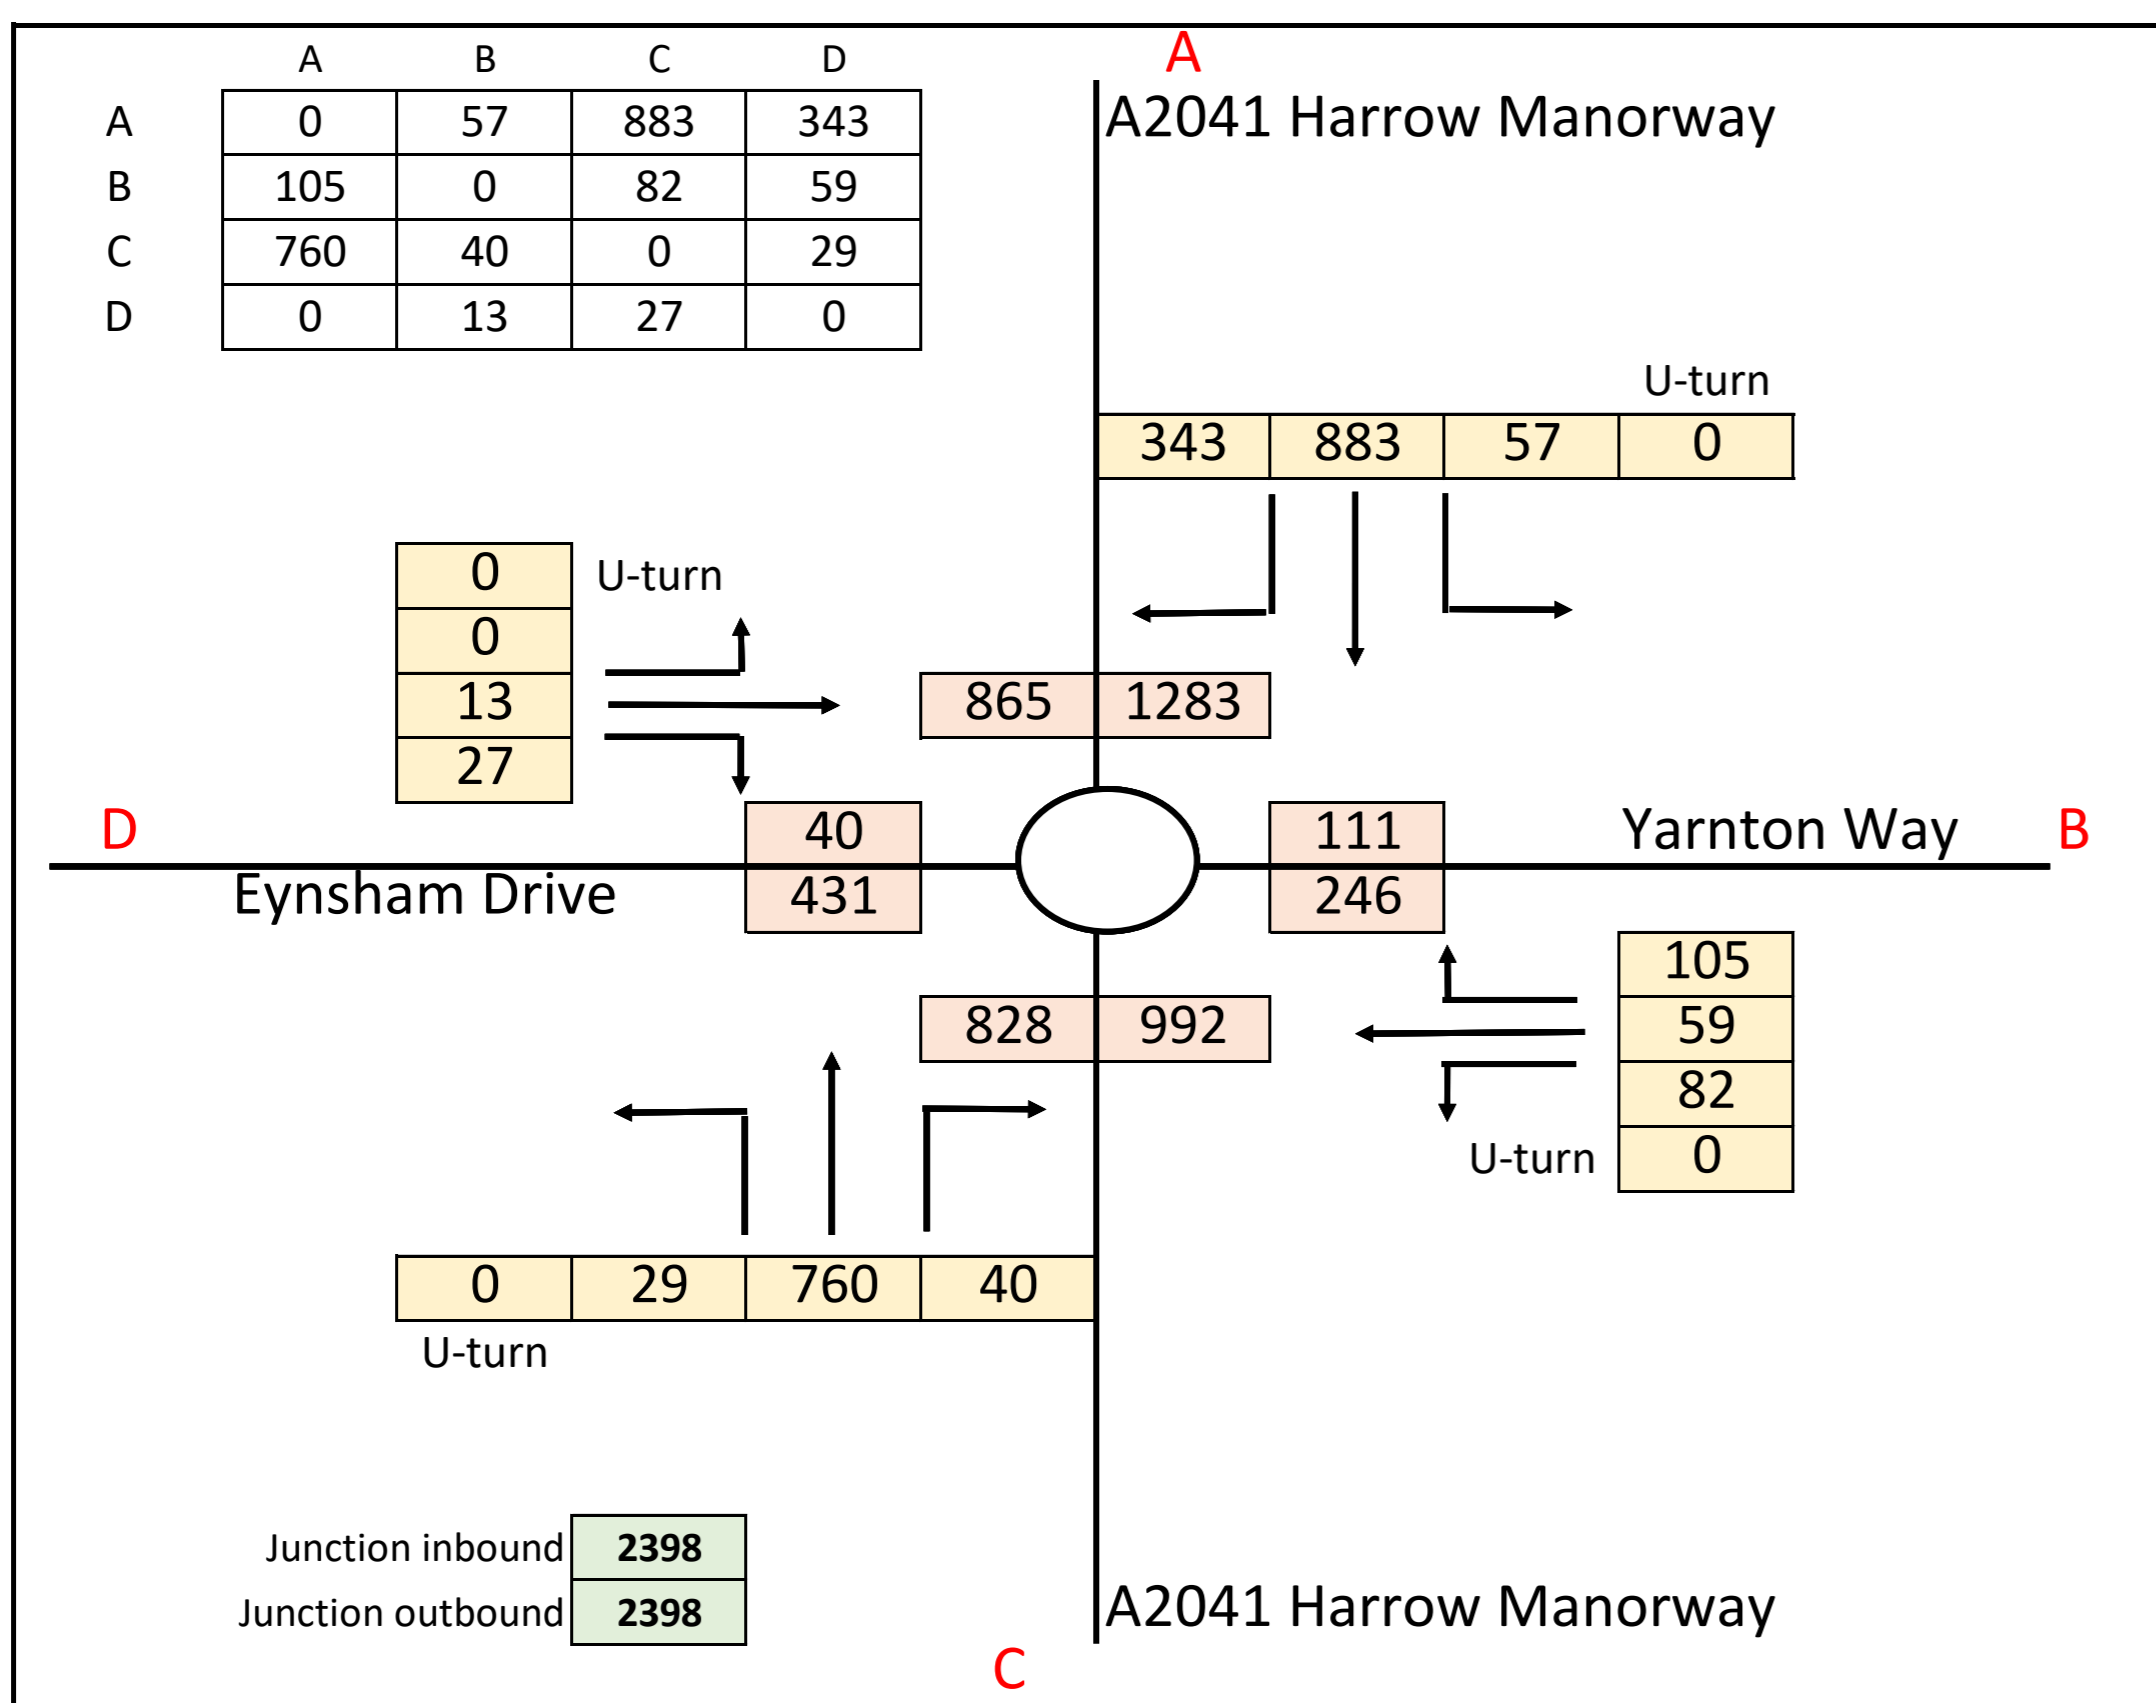 A B C D
A 0 57 883 343
B 105 0 82 59
C 760 40 0 29
D 0 13 27 0
A
A2041 Harrow Manorway
U-turn
343 883 57 0
0 U-turn
0
13
27
865 1283
D
40
431
Eynsham Drive
111
246
Yarnton Way
B
828 992
105
59
82
U-turn 0
0 29 760 40
U-turn
Junction inbound 2398
Junction outbound 2398
A2041 Harrow Manorway
C